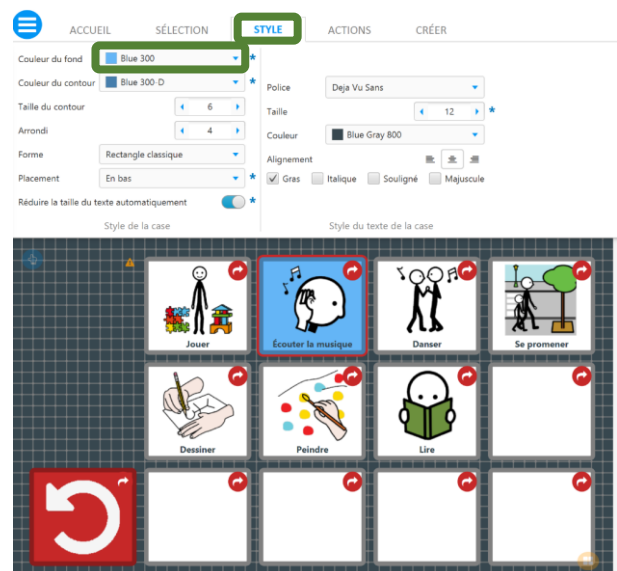 ACCUEIL SÉLECTION STYLE ACTIONS CRÉER
Couleur du fond Blue 300 *
Couleur du contour Blue 300-D *
Taille du contour 6
Arrondi 4
Forme Rectangle classique
Placement En bas *
Réduire la taille du texte automatiquement *
Style de la case
Police Deja Vu Sans
Taille 12 *
Couleur Blue Gray 800
Alignement
Gras Italique Souligné Majuscule
Style du texte de la case
Jouer Écouter la musique Danser Se promener
Dessiner Peindre Lire